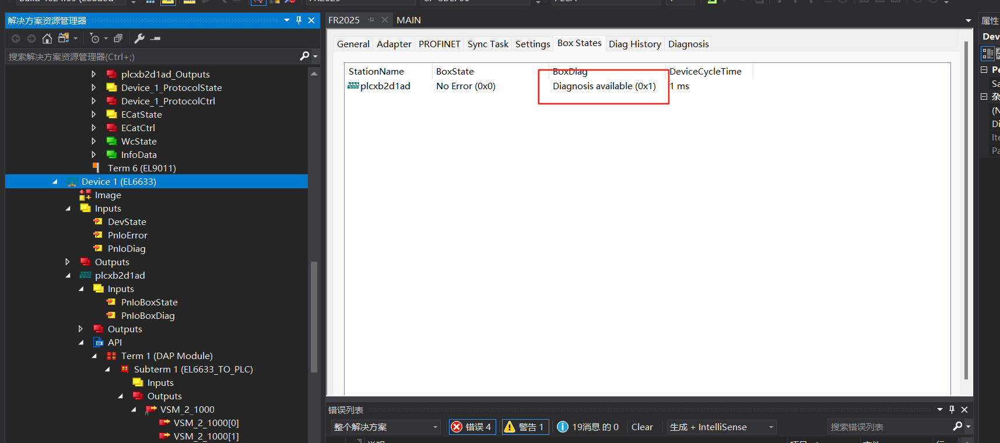 解决方案资源管理器
搜索解决方案资源管理器(Ctrl+;)
plcxb2d1ad_Outputs
Device_1_ProtocolState
Device_1_ProtocolCtrl
ECatState
ECatCtrl
WcState
InfoData
Term 6 (EL9011)
Device 1 (EL6633)
Image
Inputs
DevState
PnIoError
PnIoDiag
Outputs
plcxb2d1ad
Inputs
PnIoBoxState
PnIoBoxDiag
Outputs
API
Term 1 (DAP Module)
Subterm 1 (EL6633_TO_PLC)
Inputs
Outputs
VSM_2_1000
VSM_2_1000[0]
VSM_2_1000[1]
FR2025 MAIN
General Adapter PROFINET Sync Task Settings Box States Diag History Diagnosis
StationName BoxState BoxDiag DeviceCycleTime
plcxb2d1ad No Error (0x0) Diagnosis available (0x1) 1 ms
错误列表
整个解决方案 错误 4 警告 1 19消息 的 0 Clear 生成 + IntelliSense 搜索错误列表
属性
Dev